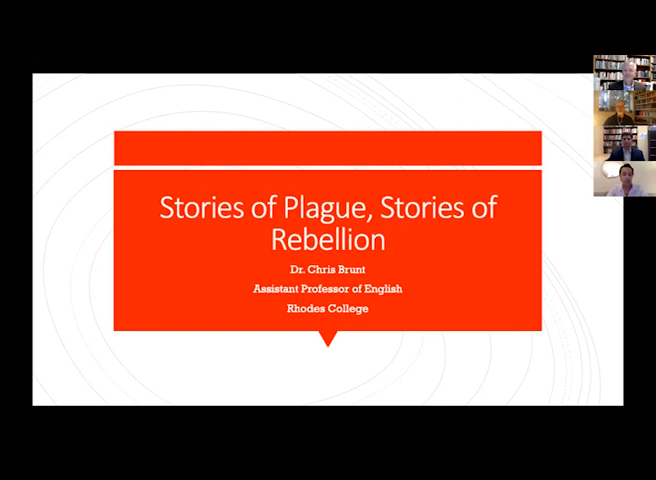 Stories of Plague, Stories of
Rebellion
Dr. Chris Brunt
Assistant Professor of English
Rhodes College